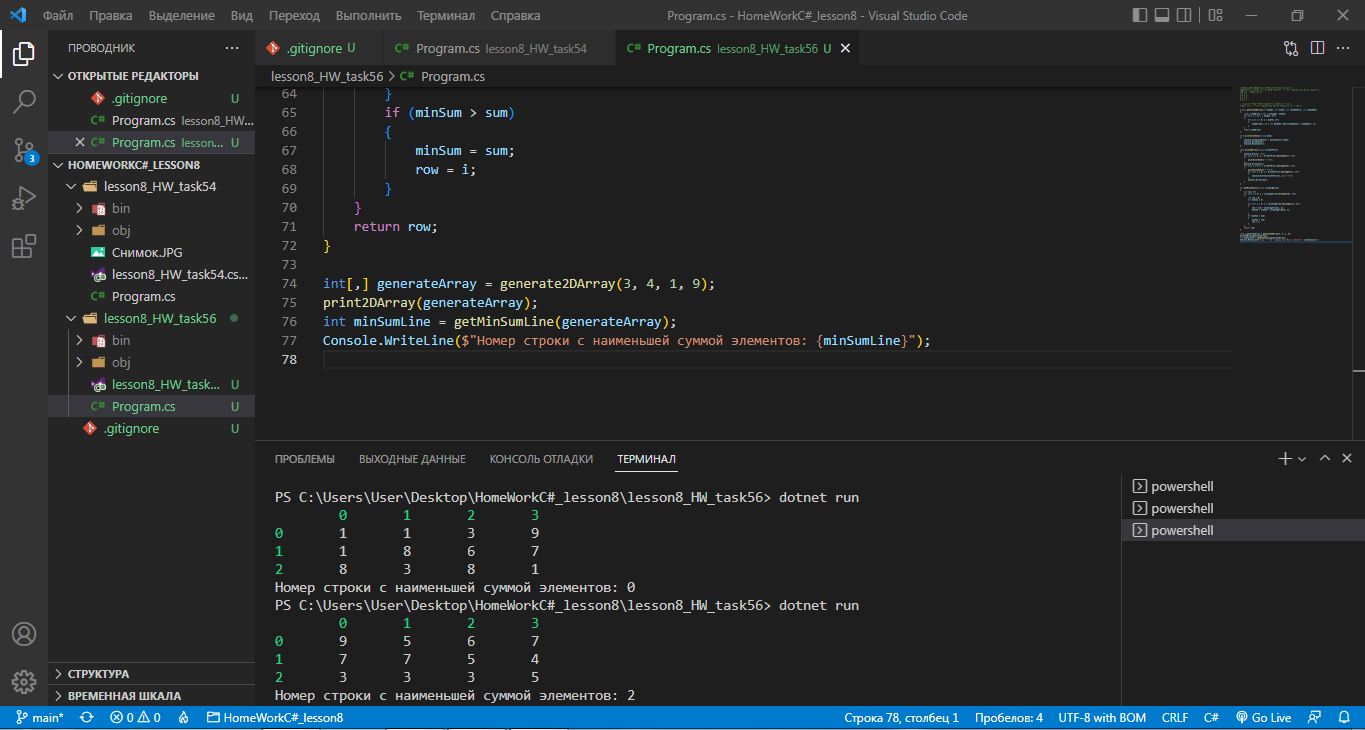 Файл Правка Выделение Вид Переход Выполнить Терминал Справка Program.cs - HomeWorkC#_lesson8 - Visual Studio Code
ПРОВОДНИК
ОТКРЫТЫЕ РЕДАКТОРЫ
.gitignore U
C# Program.cs lesson8_HW...
C# Program.cs lesson... U
HOMEWORKC#_LESSON8
lesson8_HW_task54
bin
obj
Снимок.JPG
lesson8_HW_task54.cs...
C# Program.cs
lesson8_HW_task56
bin
obj
lesson8_HW_task... U
C# Program.cs U
.gitignore U
СТРУКТУРА
ВРЕМЕННАЯ ШКАЛА
3
.gitignore U C# Program.cs lesson8_HW_task54 C# Program.cs lesson8_HW_task56 U
lesson8_HW_task56 > C# Program.cs
64 }
65 if (minSum > sum)
66 {
67 minSum = sum;
68 row = i;
69 }
70 }
71 return row;
72 }
73
74 int[,] generateArray = generate2DArray(3, 4, 1, 9);
75 print2DArray(generateArray);
76 int minSumLine = getMinSumLine(generateArray);
77 Console.WriteLine($"Номер строки с наименьшей суммой элементов: {minSumLine}");
78
ПРОБЛЕМЫ ВЫХОДНЫЕ ДАННЫЕ КОНСОЛЬ ОТЛАДКИ ТЕРМИНАЛ
PS C:\Users\User\Desktop\HomeWorkC#_lesson8\lesson8_HW_task56> dotnet run
0 1 2 3
0 1 1 3 9
1 1 8 6 7
2 8 3 8 1
Номер строки с наименьшей суммой элементов: 0
PS C:\Users\User\Desktop\HomeWorkC#_lesson8\lesson8_HW_task56> dotnet run
0 1 2 3
0 9 5 6 7
1 7 7 5 4
2 3 3 3 5
Номер строки с наименьшей суммой элементов: 2
powershell
powershell
powershell
main* 0 0 HomeWorkC#_lesson8 Строка 78, столбец 1 Пробелов: 4 UTF-8 with BOM CRLF C# Go Live